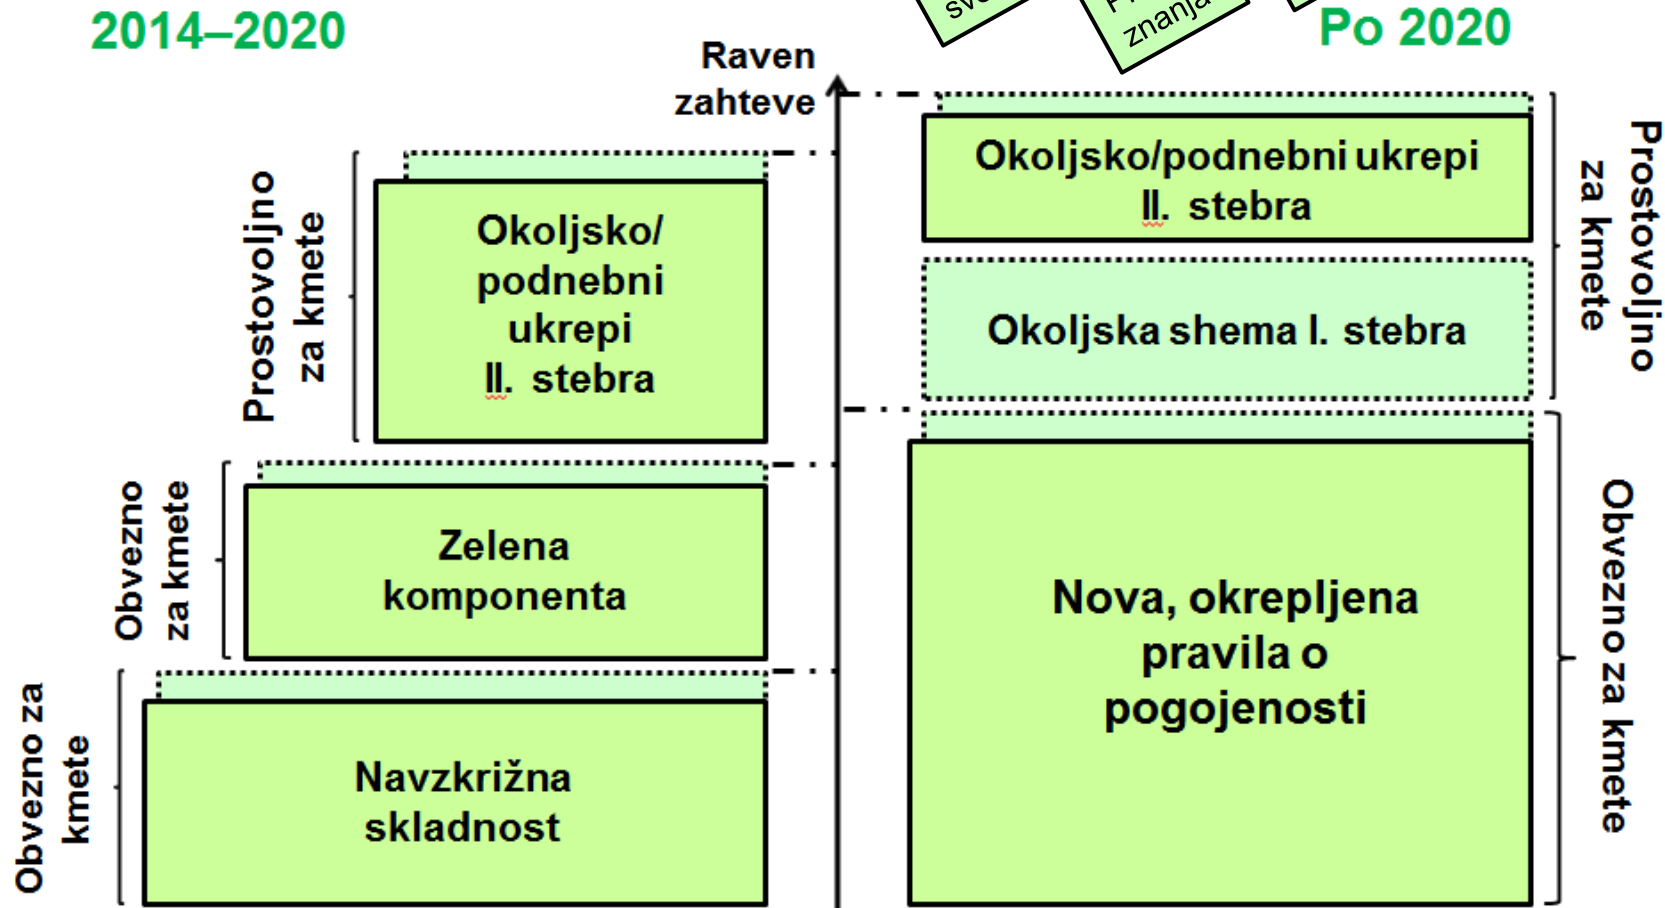 2014–2020
Po 2020
znanja
Raven
zahteve
Prostovoljno
za kmete
Okoljsko/
podnebni
ukrepi
II. stebra
Obvezno
za kmete
Zelena
komponenta
Obvezno za
kmete
Navzkrižna
skladnost
Okoljsko/podnebni ukrepi
II. stebra
Okoljska shema I. stebra
Prostovoljno
za kmete
Nova, okrepljena
pravila o
pogojenosti
Obvezno za kmete